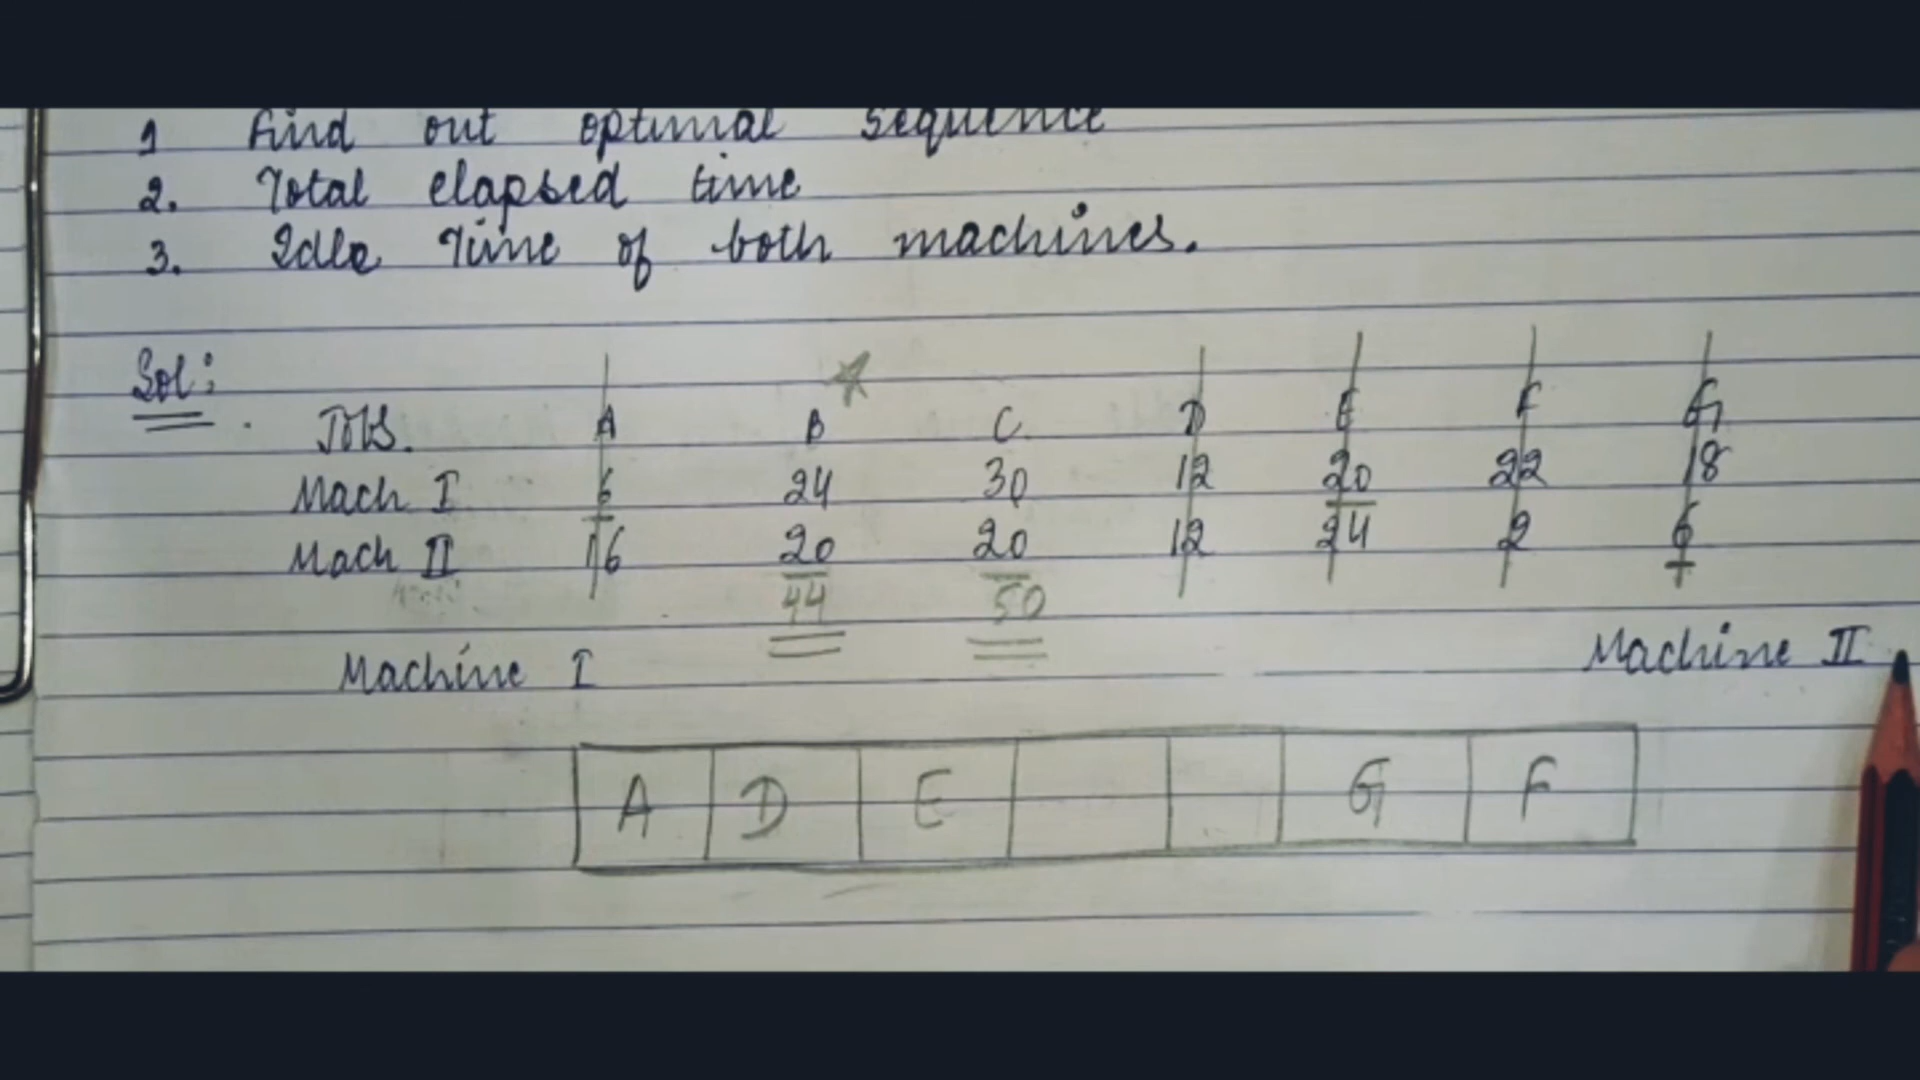 1 Find out optimal sequence
2. Total elapsed time
3. Idle Time of both machines.
Sol:
Jobs. A B C D E F G
Mach I 6 24 30 12 20 22 18
Mach II 16 20 20 12 24 2 6
44 50
Machine I Machine II
A D E G F